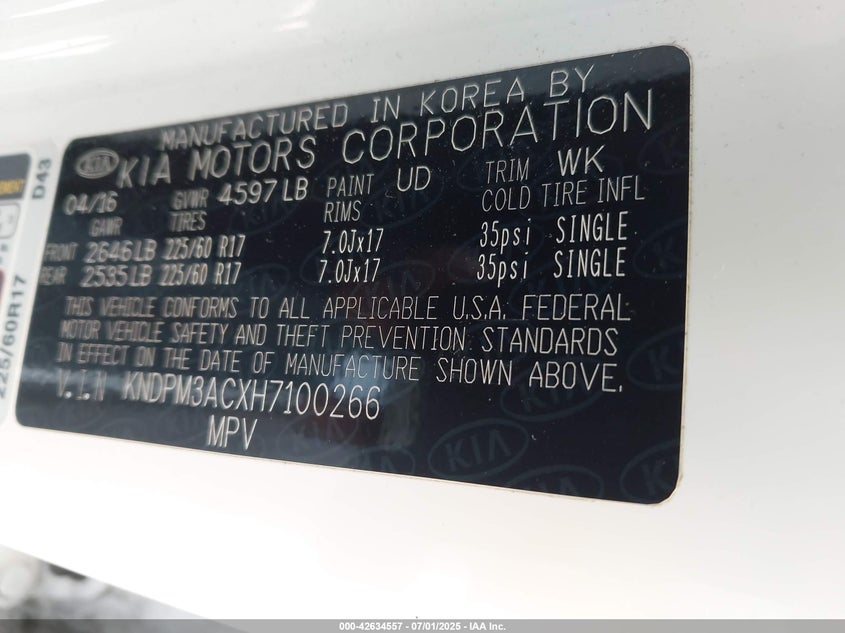 MANUFACTURED IN KOREA BY
KIA KIA MOTORS CORPORATION
04/16 GVWR 4597 LB PAINT UD TRIM WK
GAWR TIRES RIMS COLD TIRE INFL
FRONT 2646 LB 225/60 R17 7.0Jx17 35psi SINGLE
REAR 2535 LB 225/60 R17 7.0Jx17 35psi SINGLE
THIS VEHICLE CONFORMS TO ALL APPLICABLE U.S.A. FEDERAL
MOTOR VEHICLE SAFETY AND THEFT PREVENTION STANDARDS
IN EFFECT ON THE DATE OF MANUFACTURE SHOWN ABOVE.
V.I.N KNDPM3ACXH7100266
MPV
D43
225/60R17
000-42634557 - 07/01/2025 - IAA Inc.